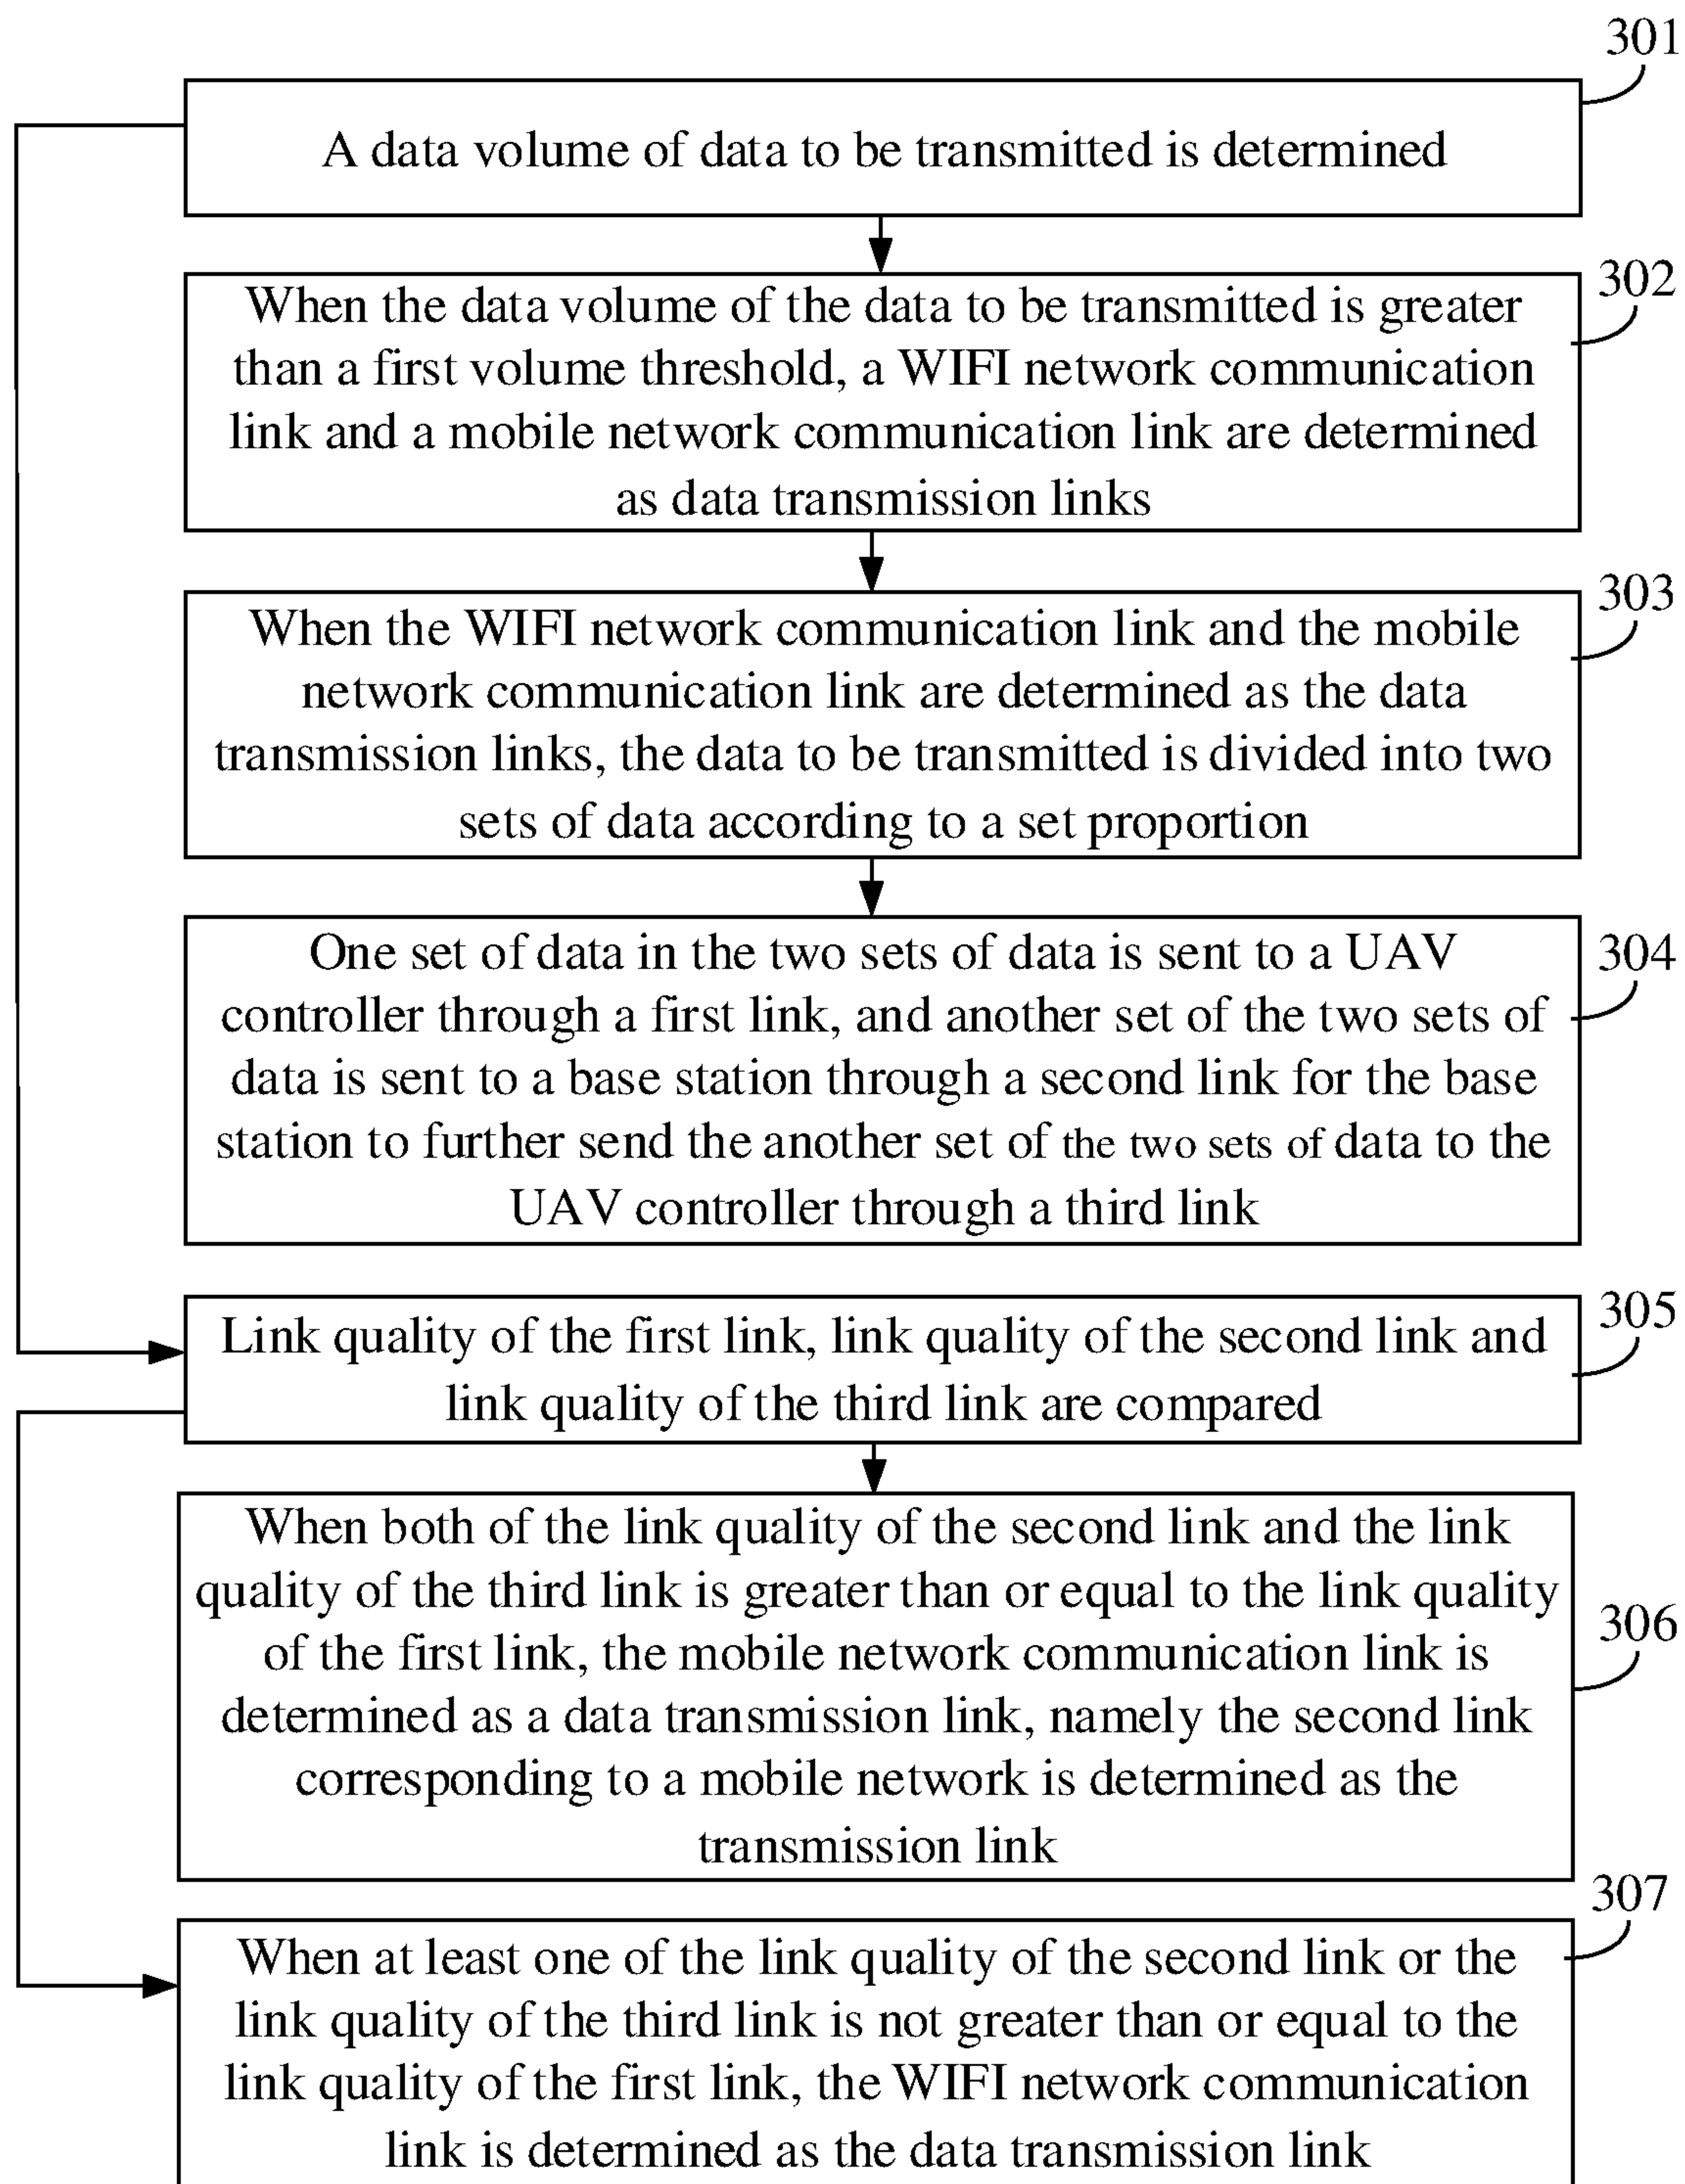 301
A data volume of data to be transmitted is determined
302
When the data volume of the data to be transmitted is greater
than a first volume threshold, a WIFI network communication
link and a mobile network communication link are determined
as data transmission links
303
When the WIFI network communication link and the mobile
network communication link are determined as the data
transmission links, the data to be transmitted is divided into two
sets of data according to a set proportion
304
One set of data in the two sets of data is sent to a UAV
controller through a first link, and another set of the two sets of
data is sent to a base station through a second link for the base
station to further send the another set of the two sets of data to the
UAV controller through a third link
305
Link quality of the first link, link quality of the second link and
link quality of the third link are compared
306
When both of the link quality of the second link and the link
quality of the third link is greater than or equal to the link quality
of the first link, the mobile network communication link is
determined as a data transmission link, namely the second link
corresponding to a mobile network is determined as the
transmission link
307
When at least one of the link quality of the second link or the
link quality of the third link is not greater than or equal to the
link quality of the first link, the WIFI network communication
link is determined as the data transmission link